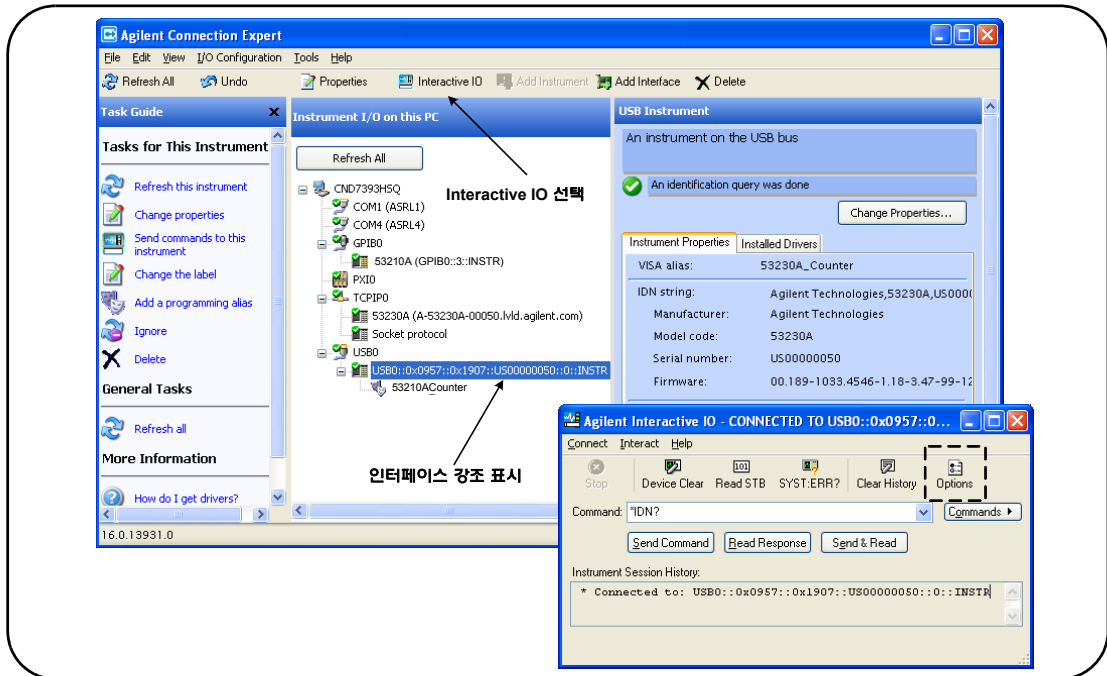 Agilent Connection Expert
File Edit View I/O Configuration Tools Help
Refresh All Undo Properties Interactive IO Add Instrument Add Interface Delete
Task Guide
Tasks for This Instrument
Refresh this instrument
Change properties
Send commands to this
instrument
Change the label
Add a programming alias
Ignore
Delete
General Tasks
Refresh all
More Information
How do I get drivers?
16.0.13931.0
Instrument I/O on this PC
Refresh All
CND7393HSQ
COM1 (ASRL1)
COM4 (ASRL4)
GPIB0
53210A (GPIB0::3::INSTR)
PXI0
TCPIP0
53230A (A-53230A-00050.lvld.agilent.com)
Socket protocol
USB0
USB0::0x0957::0x1907::US00000050::0::INSTR
53210ACounter
Interactive IO 선택
인터페이스 강조 표시
USB Instrument
An instrument on the USB bus
An identification query was done
Change Properties...
Instrument Properties Installed Drivers
VISA alias: 53230A_Counter
IDN string: Agilent Technologies,53230A,US0000
Manufacturer: Agilent Technologies
Model code: 53230A
Serial number: US00000050
Firmware: 00.189-1033.4546-1.18-3.47-99-12
Agilent Interactive IO - CONNECTED TO USB0::0x0957::0...
Connect Interact Help
Stop Device Clear Read STB SYST:ERR? Clear History Options
Command: *IDN? Commands
Send Command Read Response Send & Read
Instrument Session History:
* Connected to: USB0::0x0957::0x1907::US00000050::0::INSTR